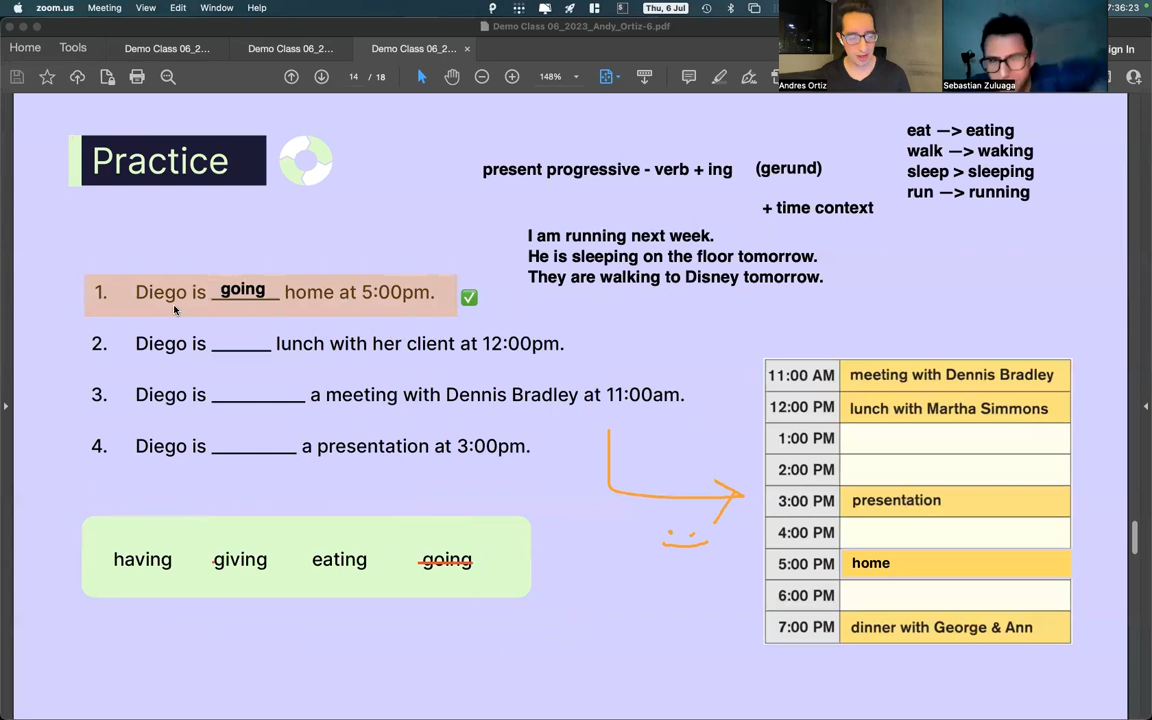 zoom.us Meeting View Edit Window Help
Thu, 6 Jul
7:36:23
Demo Class 06_2023_Andy_Ortiz-6.pdf
Home Tools Demo Class 06_2... Demo Class 06_2... Demo Class 06_2... × Sign In
14 / 18 148%
Andres Ortiz Sebastian Zuluaga
Practice
present progressive - verb + ing (gerund)
+ time context
eat —> eating
walk —> waking
sleep > sleeping
run —> running
I am running next week.
He is sleeping on the floor tomorrow.
They are walking to Disney tomorrow.
1. Diego is going home at 5:00pm.
2. Diego is ______ lunch with her client at 12:00pm.
3. Diego is _________ a meeting with Dennis Bradley at 11:00am.
4. Diego is ________ a presentation at 3:00pm.
having giving eating going
11:00 AM meeting with Dennis Bradley
12:00 PM lunch with Martha Simmons
1:00 PM
2:00 PM
3:00 PM presentation
4:00 PM
5:00 PM home
6:00 PM
7:00 PM dinner with George & Ann